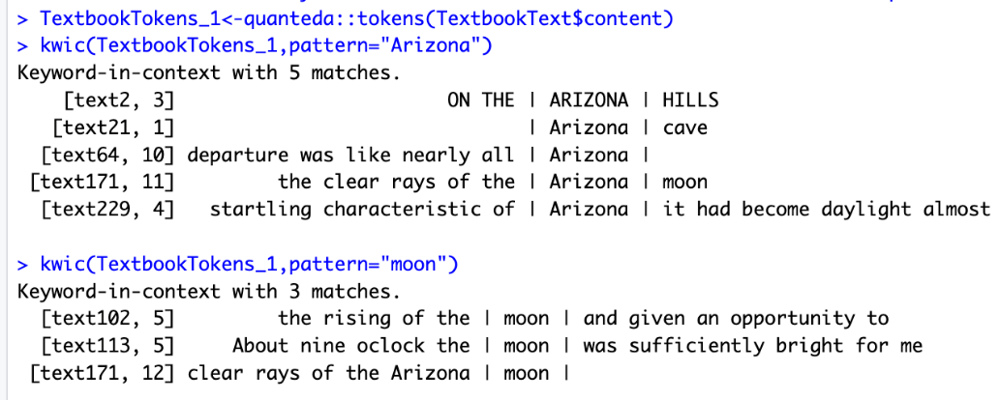 > TextbookTokens_1<-quanteda::tokens(TextbookText$content)
> kwic(TextbookTokens_1,pattern="Arizona")
Keyword-in-context with 5 matches.
[text2, 3] ON THE | ARIZONA | HILLS
[text21, 1] | Arizona | cave
[text64, 10] departure was like nearly all | Arizona |
[text171, 11] the clear rays of the | Arizona | moon
[text229, 4] startling characteristic of | Arizona | it had become daylight almost
> kwic(TextbookTokens_1,pattern="moon")
Keyword-in-context with 3 matches.
[text102, 5] the rising of the | moon | and given an opportunity to
[text113, 5] About nine oclock the | moon | was sufficiently bright for me
[text171, 12] clear rays of the Arizona | moon |